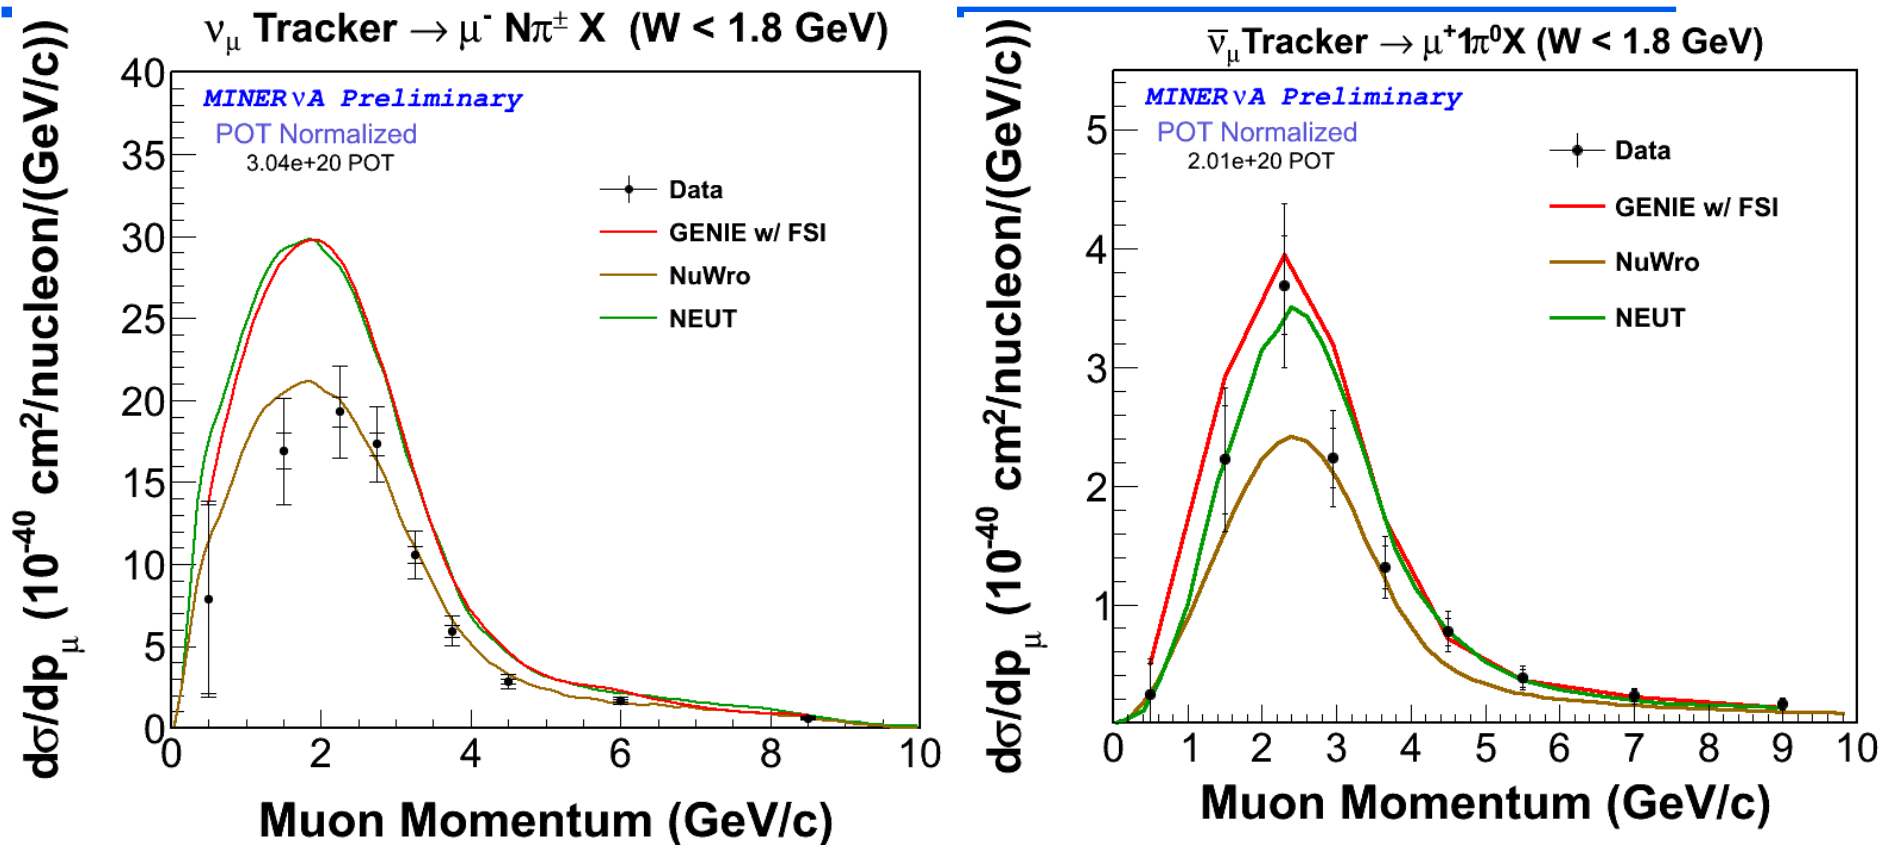 νμ Tracker → μ- Nπ± X (W < 1.8 GeV)
dσ/dpμ (10-40 cm2/nucleon/(GeV/c))
40
35
30
25
20
15
10
5
0
MINERνA Preliminary
POT Normalized
3.04e+20 POT
Data
GENIE w/ FSI
NuWro
NEUT
0 2 4 6 8 10
Muon Momentum (GeV/c)
ν̅μ Tracker → μ+1π0X (W < 1.8 GeV)
dσ/dpμ (10-40 cm2/nucleon/(GeV/c))
5
4
3
2
1
MINERνA Preliminary
POT Normalized
2.01e+20 POT
Data
GENIE w/ FSI
NuWro
NEUT
0 1 2 3 4 5 6 7 8 9 10
Muon Momentum (GeV/c)